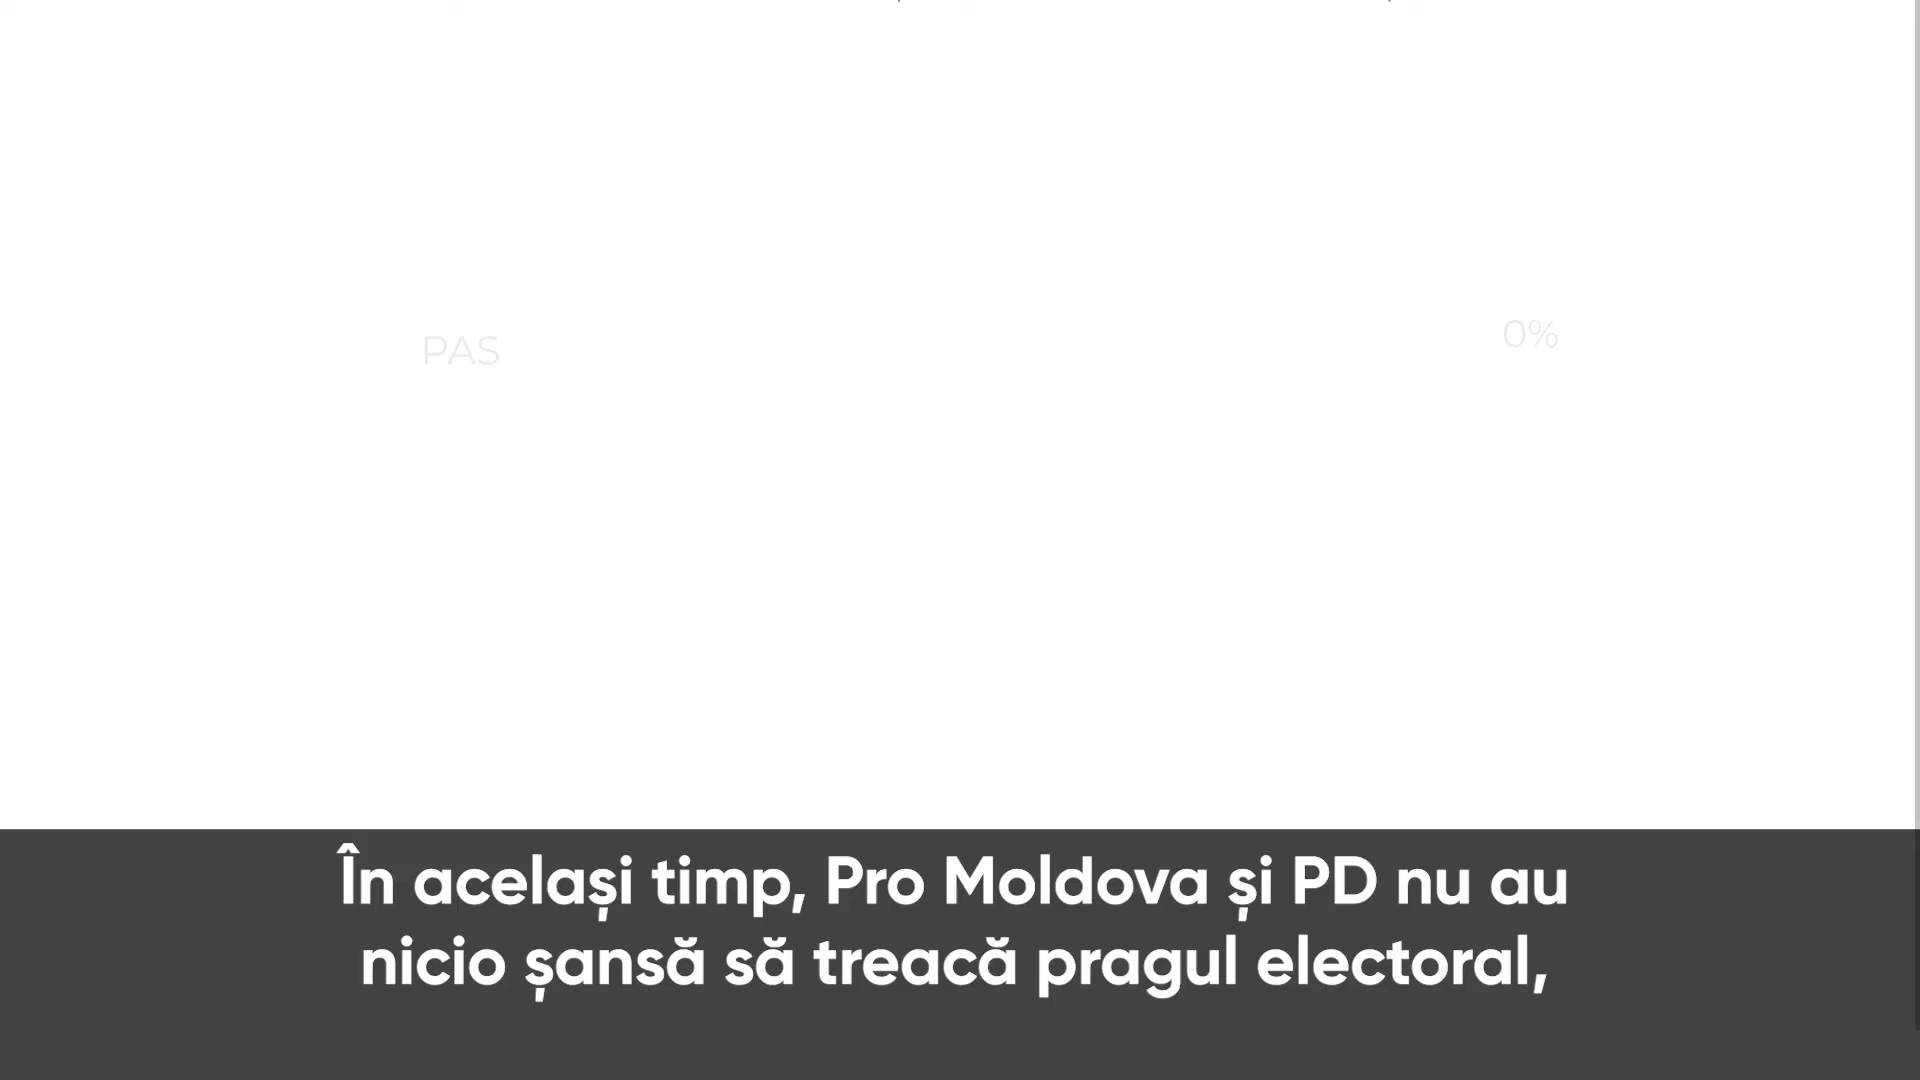 PAS 0%
În același timp, Pro Moldova și PD nu au
nicio șansă să treacă pragul electoral,